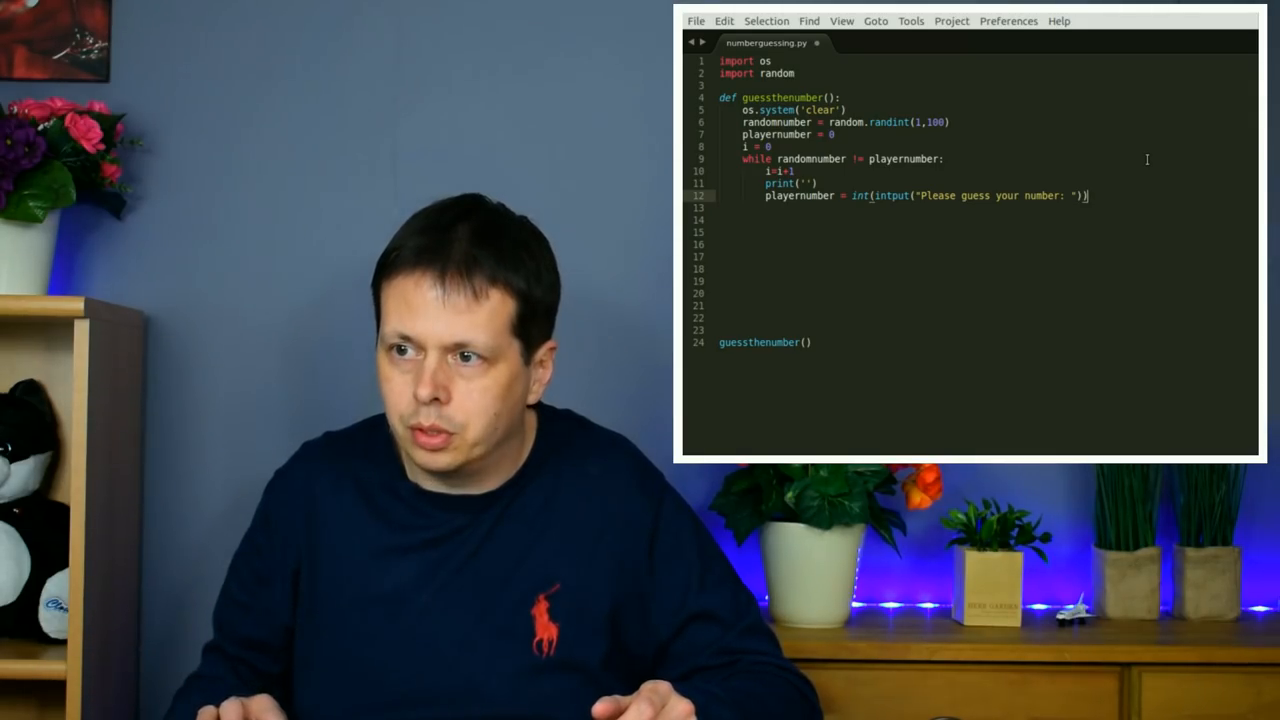 File Edit Selection Find View Goto Tools Project Preferences Help
numberguessing.py
1 import os
2 import random
3
4 def guessthenumber():
5 os.system('clear')
6 randomnumber = random.randint(1,100)
7 playernumber = 0
8 i = 0
9 while randomnumber != playernumber:
10 i=i+1
11 print('')
12 playernumber = int(intput("Please guess your number: "))
13
14
15
16
17
18
19
20
21
22
23
24 guessthenumber()
HERB GARDEN